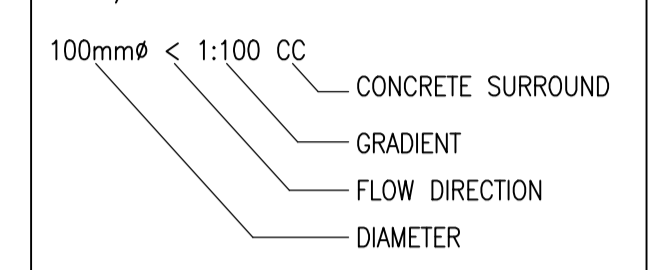 100mmø < 1:100 CC
CONCRETE SURROUND
GRADIENT
FLOW DIRECTION
DIAMETER